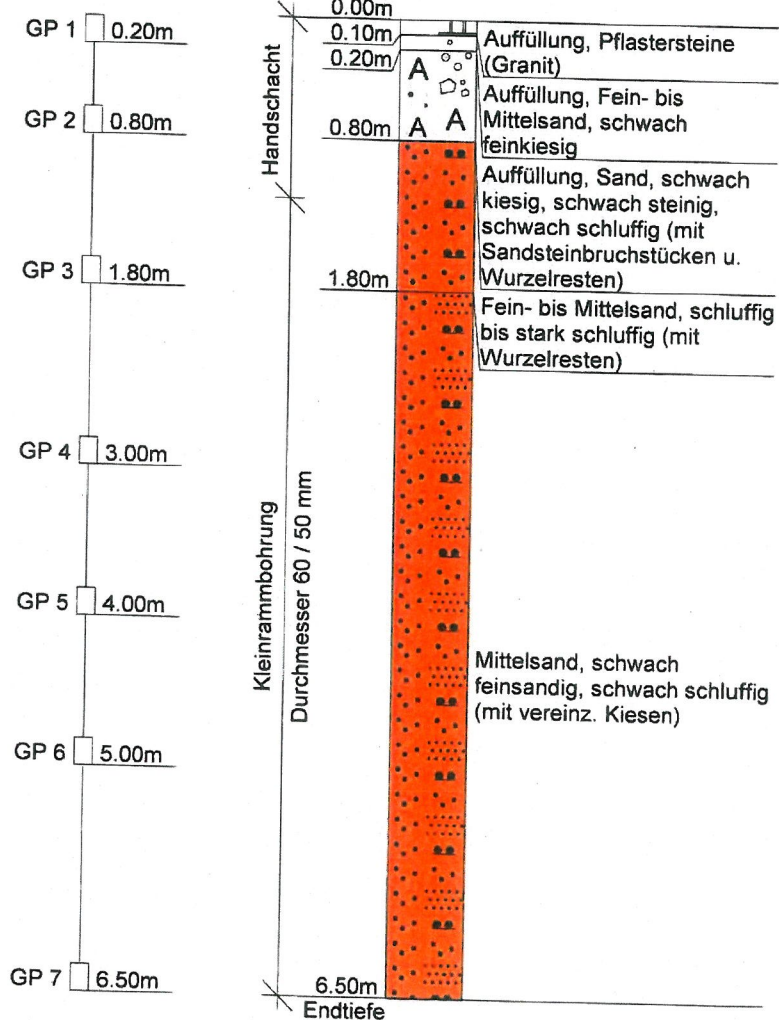 GP 1
0.20m
GP 2
0.80m
GP 3
1.80m
GP 4
3.00m
GP 5
4.00m
GP 6
5.00m
GP 7
6.50m
Handschacht
Kleinrammbohrung
Durchmesser 60 / 50 mm
0.00m
0.10m
0.20m
0.80m
1.80m
6.50m
Endtiefe
A
A A
Auffüllung, Pflastersteine
(Granit)
Auffüllung, Fein- bis
Mittelsand, schwach
feinkiesig
Auffüllung, Sand, schwach
kiesig, schwach steinig,
schwach schluffig (mit
Sandsteinbruchstücken u.
Wurzelresten)
Fein- bis Mittelsand, schluffig
bis stark schluffig (mit
Wurzelresten)
Mittelsand, schwach
feinsandig, schwach schluffig
(mit vereinz. Kiesen)